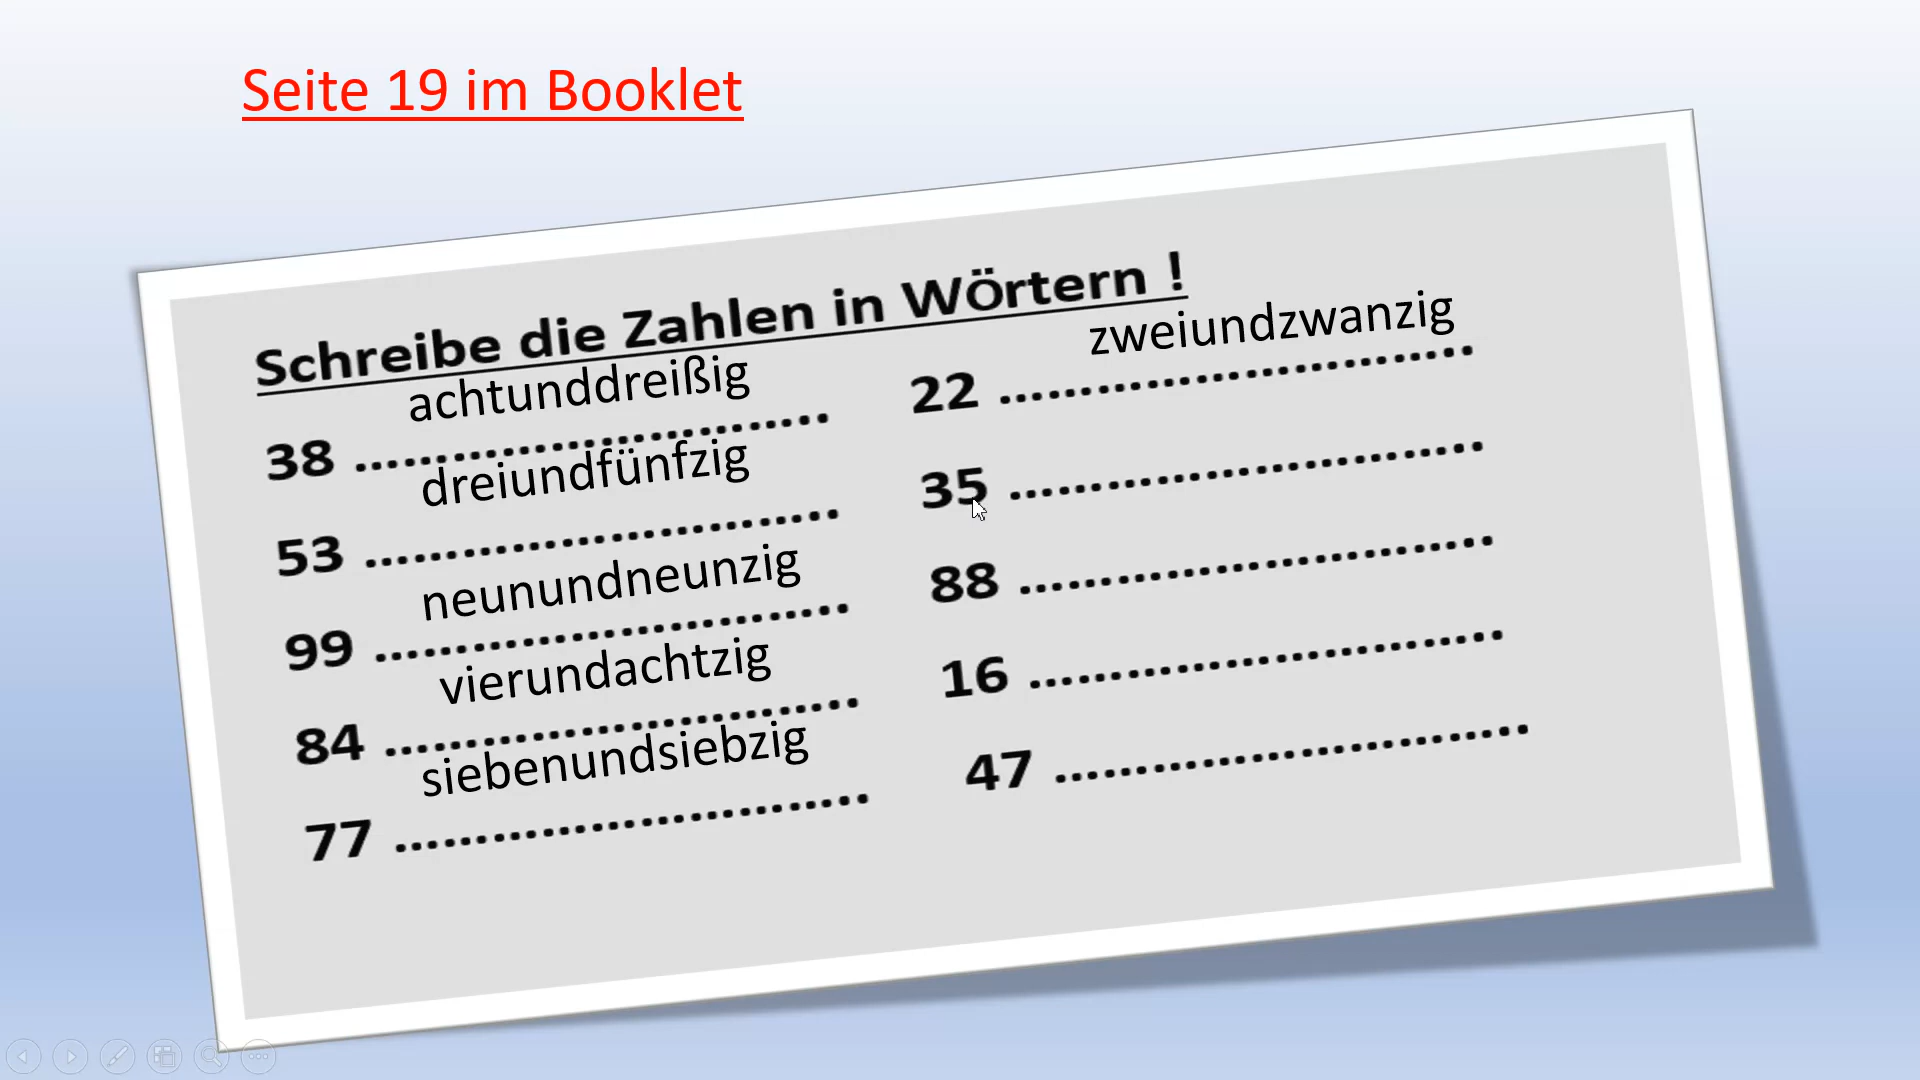 Seite 19 im Booklet
Schreibe die Zahlen in Wörtern !
achtunddreißig
38 ..............................
dreiundfünfzig
53 ..............................
neunundneunzig
99 ..............................
vierundachtzig
84 ..............................
siebenundsiebzig
77 ..............................
zweiundzwanzig
22 ..............................
35 ..............................
88 ..............................
16 ..............................
47 ..............................